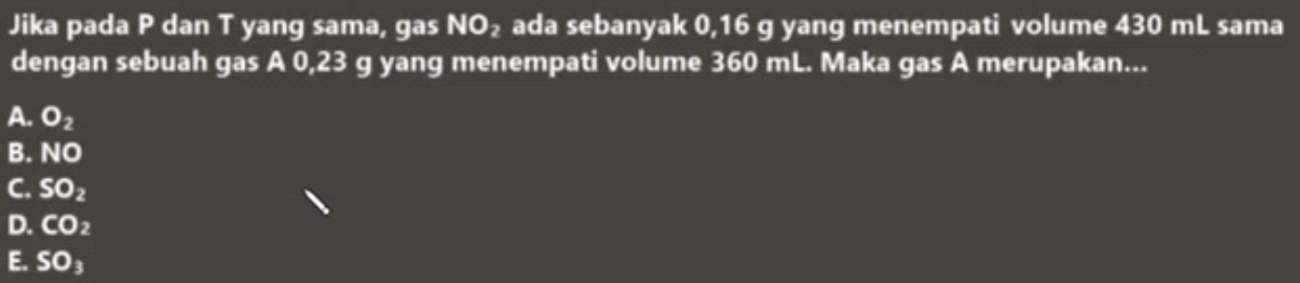 Jika pada P dan T yang sama, gas NO₂ ada sebanyak 0,16 g yang menempati volume 430 mL sama
dengan sebuah gas A 0,23 g yang menempati volume 360 mL. Maka gas A merupakan...
A. O₂
B. NO
C. SO₂
D. CO₂
E. SO₃